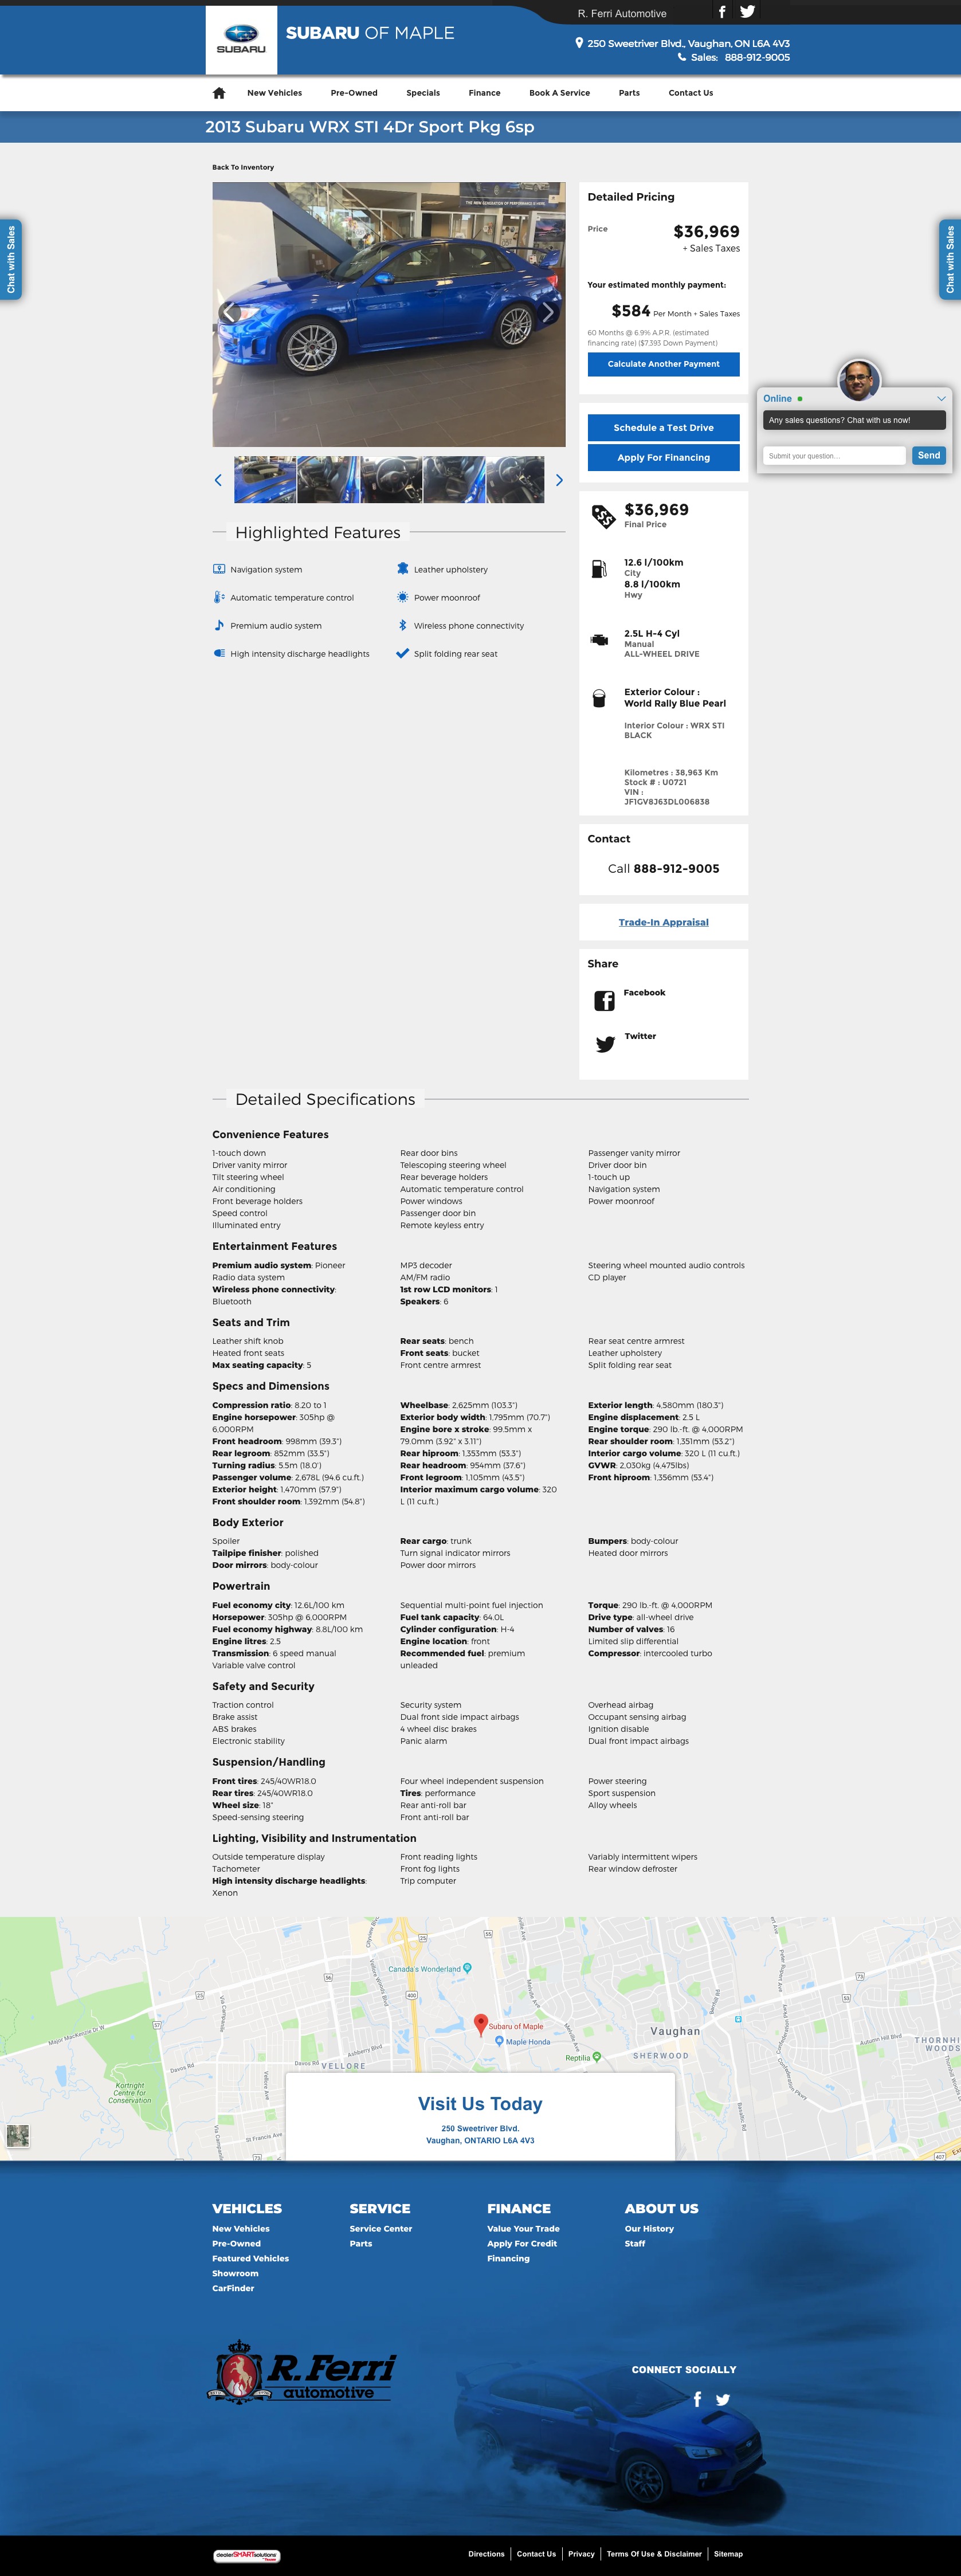 R. Ferri Automotive
SUBARU
SUBARU OF MAPLE
250 Sweetriver Blvd., Vaughan, ON L6A 4V3
Sales: 888-912-9005
New Vehicles
Pre-Owned
Specials
Finance
Book A Service
Parts
Contact Us
2013 Subaru WRX STI 4Dr Sport Pkg 6sp
Back To Inventory
Chat with Sales
Chat with Sales
THE NEW GENERATION OF PERFORMANCE IS HERE.
Detailed Pricing
Price
$36,969
+ Sales Taxes
Your estimated monthly payment:
$584 Per Month + Sales Taxes
60 Months @ 6.9% A.P.R. (estimated
financing rate) ($7,393 Down Payment)
Calculate Another Payment
Schedule a Test Drive
Apply For Financing
Online
Any sales questions? Chat with us now!
Submit your question...
Send
Highlighted Features
Navigation system
Leather upholstery
Automatic temperature control
Power moonroof
Premium audio system
Wireless phone connectivity
High intensity discharge headlights
Split folding rear seat
$36,969
Final Price
12.6 l/100km
City
8.8 l/100km
Hwy
2.5L H-4 Cyl
Manual
ALL-WHEEL DRIVE
Exterior Colour :
World Rally Blue Pearl
Interior Colour : WRX STI
BLACK
Kilometres : 38,963 Km
Stock # : U0721
VIN :
JF1GV8J63DL006838
Contact
Call 888-912-9005
Trade-In Appraisal
Share
Facebook
Twitter
Detailed Specifications
Convenience Features
1-touch down
Driver vanity mirror
Tilt steering wheel
Air conditioning
Front beverage holders
Speed control
Illuminated entry
Rear door bins
Telescoping steering wheel
Rear beverage holders
Automatic temperature control
Power windows
Passenger door bin
Remote keyless entry
Passenger vanity mirror
Driver door bin
1-touch up
Navigation system
Power moonroof
Entertainment Features
Premium audio system: Pioneer
Radio data system
Wireless phone connectivity:
Bluetooth
MP3 decoder
AM/FM radio
1st row LCD monitors: 1
Speakers: 6
Steering wheel mounted audio controls
CD player
Seats and Trim
Leather shift knob
Heated front seats
Max seating capacity: 5
Rear seats: bench
Front seats: bucket
Front centre armrest
Rear seat centre armrest
Leather upholstery
Split folding rear seat
Specs and Dimensions
Compression ratio: 8.20 to 1
Engine horsepower: 305hp @
6,000RPM
Front headroom: 998mm (39.3")
Rear legroom: 852mm (33.5")
Turning radius: 5.5m (18.0')
Passenger volume: 2,678L (94.6 cu.ft.)
Exterior height: 1,470mm (57.9")
Front shoulder room: 1,392mm (54.8")
Wheelbase: 2,625mm (103.3")
Exterior body width: 1,795mm (70.7")
Engine bore x stroke: 99.5mm x
79.0mm (3.92" x 3.11")
Rear hiproom: 1,353mm (53.3")
Rear headroom: 954mm (37.6")
Front legroom: 1,105mm (43.5")
Interior maximum cargo volume: 320
L (11 cu.ft.)
Exterior length: 4,580mm (180.3")
Engine displacement: 2.5 L
Engine torque: 290 lb.-ft. @ 4,000RPM
Rear shoulder room: 1,351mm (53.2")
Interior cargo volume: 320 L (11 cu.ft.)
GVWR: 2,030kg (4,475lbs)
Front hiproom: 1,356mm (53.4")
Body Exterior
Spoiler
Tailpipe finisher: polished
Door mirrors: body-colour
Rear cargo: trunk
Turn signal indicator mirrors
Power door mirrors
Bumpers: body-colour
Heated door mirrors
Powertrain
Fuel economy city: 12.6L/100 km
Horsepower: 305hp @ 6,000RPM
Fuel economy highway: 8.8L/100 km
Engine litres: 2.5
Transmission: 6 speed manual
Variable valve control
Sequential multi-point fuel injection
Fuel tank capacity: 64.0L
Cylinder configuration: H-4
Engine location: front
Recommended fuel: premium
unleaded
Torque: 290 lb.-ft. @ 4,000RPM
Drive type: all-wheel drive
Number of valves: 16
Limited slip differential
Compressor: intercooled turbo
Safety and Security
Traction control
Brake assist
ABS brakes
Electronic stability
Security system
Dual front side impact airbags
4 wheel disc brakes
Panic alarm
Overhead airbag
Occupant sensing airbag
Ignition disable
Dual front impact airbags
Suspension/Handling
Front tires: 245/40WR18.0
Rear tires: 245/40WR18.0
Wheel size: 18"
Speed-sensing steering
Four wheel independent suspension
Tires: performance
Rear anti-roll bar
Front anti-roll bar
Power steering
Sport suspension
Alloy wheels
Lighting, Visibility and Instrumentation
Outside temperature display
Tachometer
High intensity discharge headlights:
Xenon
Front reading lights
Front fog lights
Trip computer
Variably intermittent wipers
Rear window defroster
Canada's Wonderland
Subaru of Maple
Maple Honda
Reptilia
Vaughan
SHERWOOD
VELLORE
THORNHI
WOODS
Kortright
Centre for
Conservation
Major MacKenzie Dr W
Davos Rd
Davos Rd
Ashberry Blvd
St Francis Ave
Autumn Hill Blvd
400
407
Visit Us Today
250 Sweetriver Blvd.
Vaughan, ONTARIO L6A 4V3
VEHICLES
New Vehicles
Pre-Owned
Featured Vehicles
Showroom
CarFinder
SERVICE
Service Center
Parts
FINANCE
Value Your Trade
Apply For Credit
Financing
ABOUT US
Our History
Staff
R.Ferri
automotive
CONNECT SOCIALLY
dealerSMARTsolutions
Directions
Contact Us
Privacy
Terms Of Use & Disclaimer
Sitemap